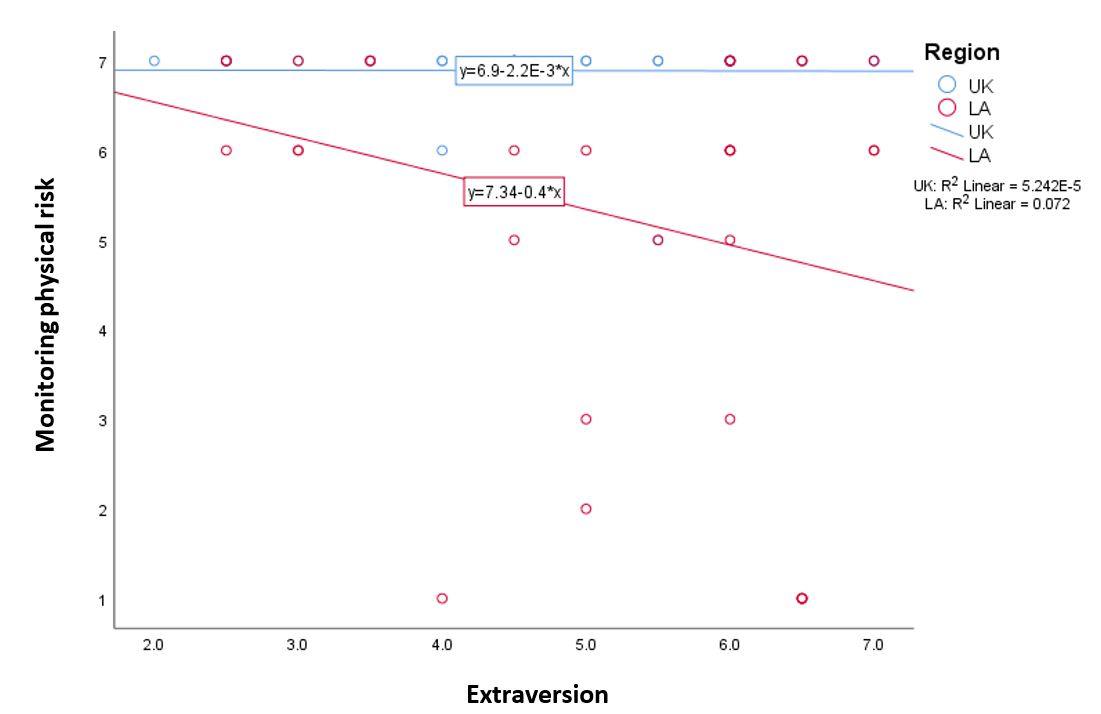 Monitoring physical risk
7
6
5
4
3
2
1
y=6.9-2.2E-3*x
y=7.34-0.4*x
2.0 3.0 4.0 5.0 6.0 7.0
Extraversion
Region
UK
LA
UK
LA
UK: R2 Linear = 5.242E-5
LA: R2 Linear = 0.072